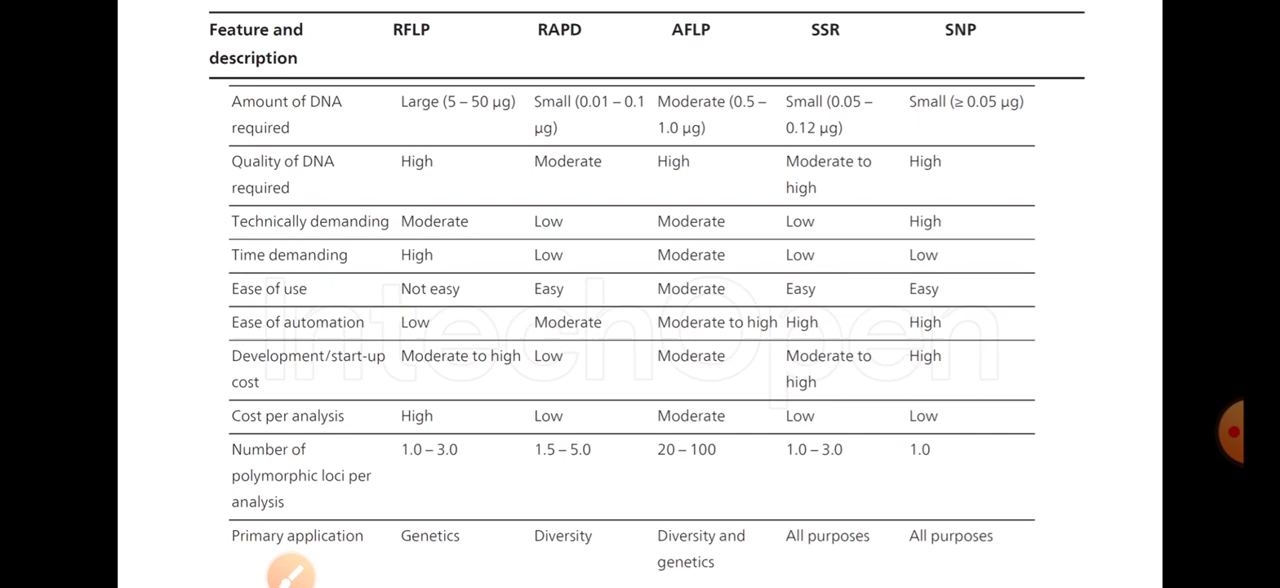 Feature and description RFLP RAPD AFLP SSR SNP
Amount of DNA required Large (5 – 50 µg) Small (0.01 – 0.1 µg) Moderate (0.5 – 1.0 µg) Small (0.05 – 0.12 µg) Small (≥ 0.05 µg)
Quality of DNA required High Moderate High Moderate to high High
Technically demanding Moderate Low Moderate Low High
Time demanding High Low Moderate Low Low
Ease of use Not easy Easy Moderate Easy Easy
Ease of automation Low Moderate Moderate to high High High
Development/start-up cost Moderate to high Low Moderate Moderate to high High
Cost per analysis High Low Moderate Low Low
Number of polymorphic loci per analysis 1.0 – 3.0 1.5 – 5.0 20 – 100 1.0 – 3.0 1.0
Primary application Genetics Diversity Diversity and genetics All purposes All purposes
IntechOpen